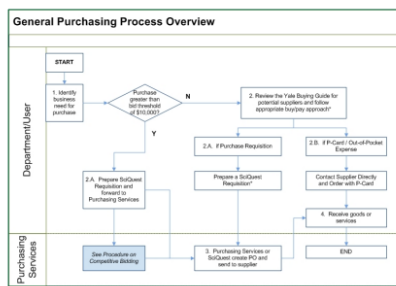 General Purchasing Process Overview
Department/User
START
1. Identify
business
need for
purchase
Purchase
greater than
bid threshold
of $10,000?
N
Y
2. Review the Yale Buying Guide for
potential suppliers and follow
appropriate buy/pay approach*
2.A. If Purchase Requisition
2.B. If P-Card / Out-of-Pocket
Expense
2.A. Prepare SciQuest
Requisition and
forward to
Purchasing Services
Prepare a SciQuest
Requisition*
Contact Supplier Directly
and Order with P-Card
4. Receive goods or
services
Purchasing
Services
See Procedure on
Competitive Bidding
3. Purchasing Services or
SciQuest create PO and
send to supplier
END